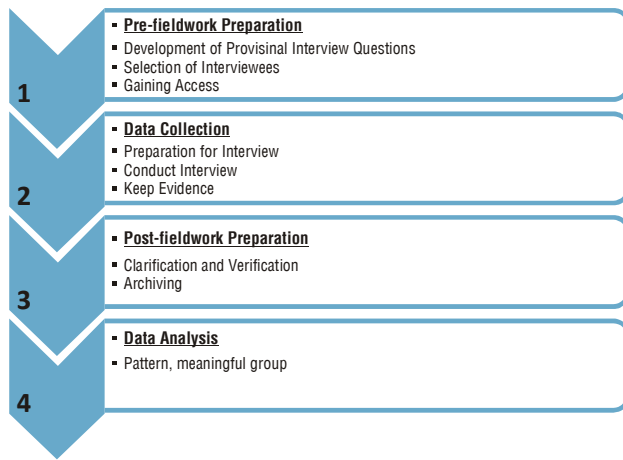 1
Pre-fieldwork Preparation
Development of Provisinal Interview Questions
Selection of Interviewees
Gaining Access
2
Data Collection
Preparation for Interview
Conduct Interview
Keep Evidence
3
Post-fieldwork Preparation
Clarification and Verification
Archiving
4
Data Analysis
Pattern, meaningful group